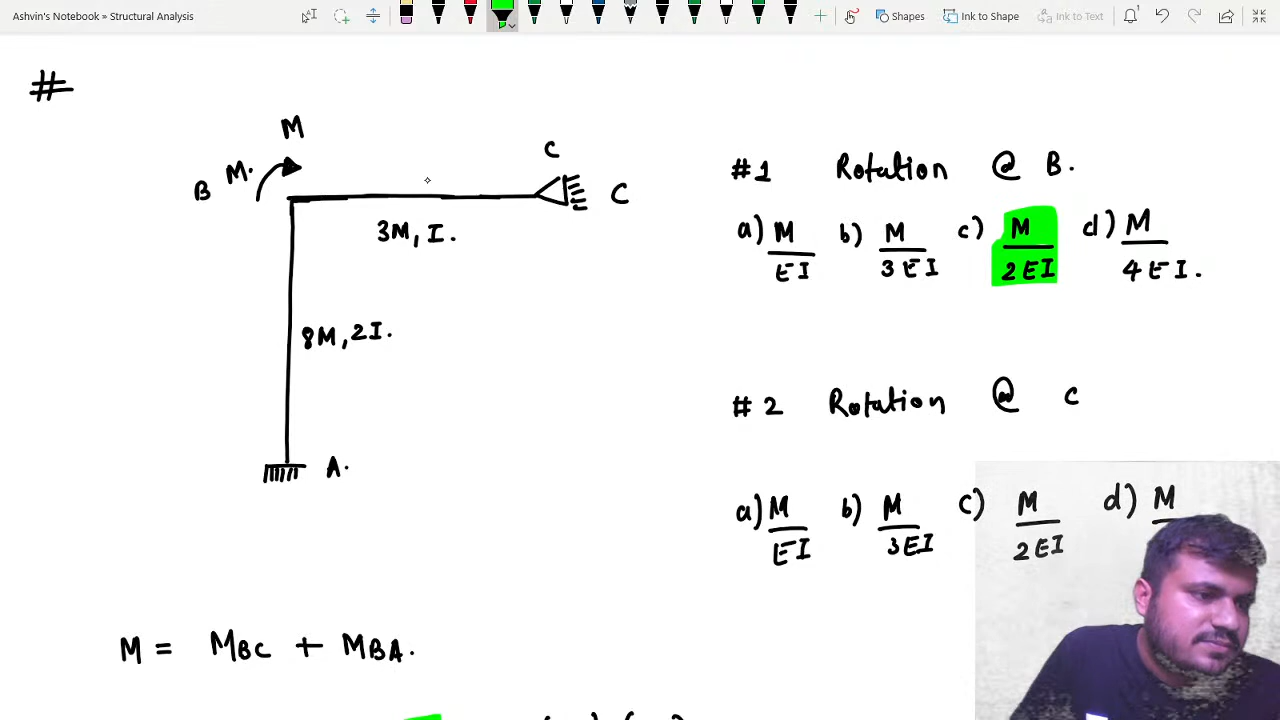 Ashvin's Notebook » Structural Analysis
Shapes
Ink to Shape
Ink to Text
#
M
M.
B
C
C
3M, I.
8M, 2I.
A.
#1 Rotation @ B.
a) M/EI b) M/3EI c) M/2EI d) M/4EI.
#2 Rotation @ C
a) M/EI b) M/3EI c) M/2EI d) M
M = MBC + MBA.